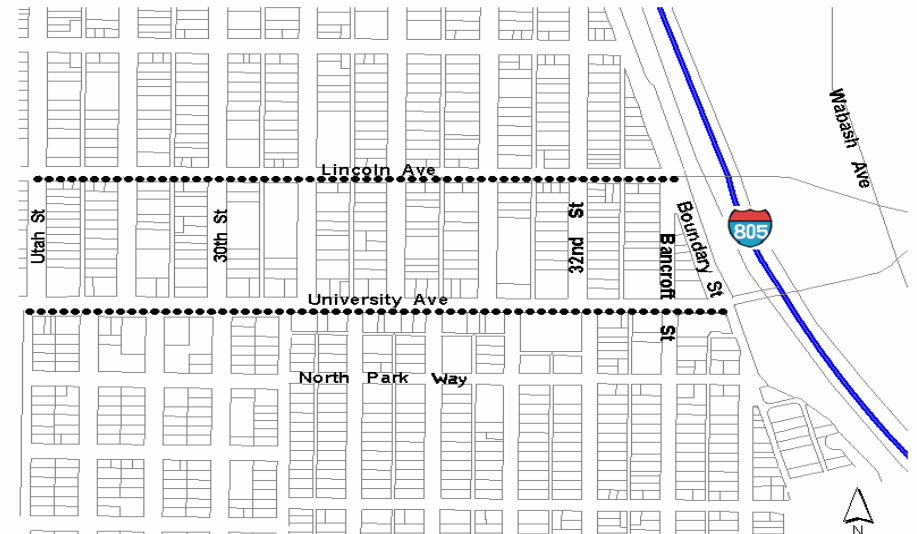 Wabash Ave
Lincoln Ave
Utah St
30th St
32nd St
Bancroft St
Boundary St
805
University Ave
North Park Way
N